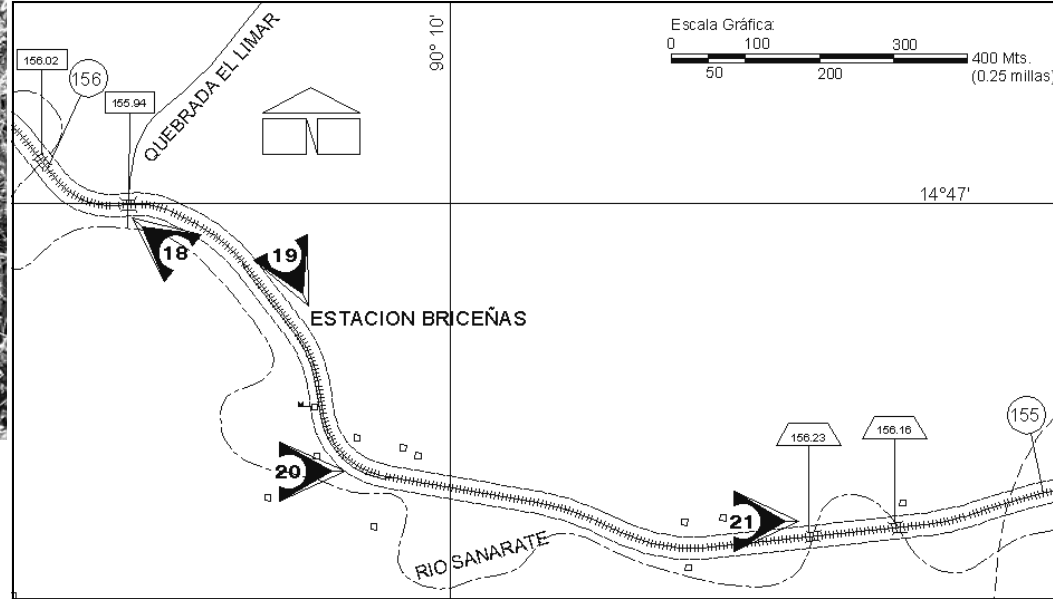 Escala Gráfica:
0 100 300
400 Mts.
50 200
(0.25 millas)
90° 10'
156.02
156
155.94
QUEBRADA EL LIMAR
14°47'
18
19
ESTACION BRICEÑAS
156.23
156.16
155
20
21
RIO SANARATE